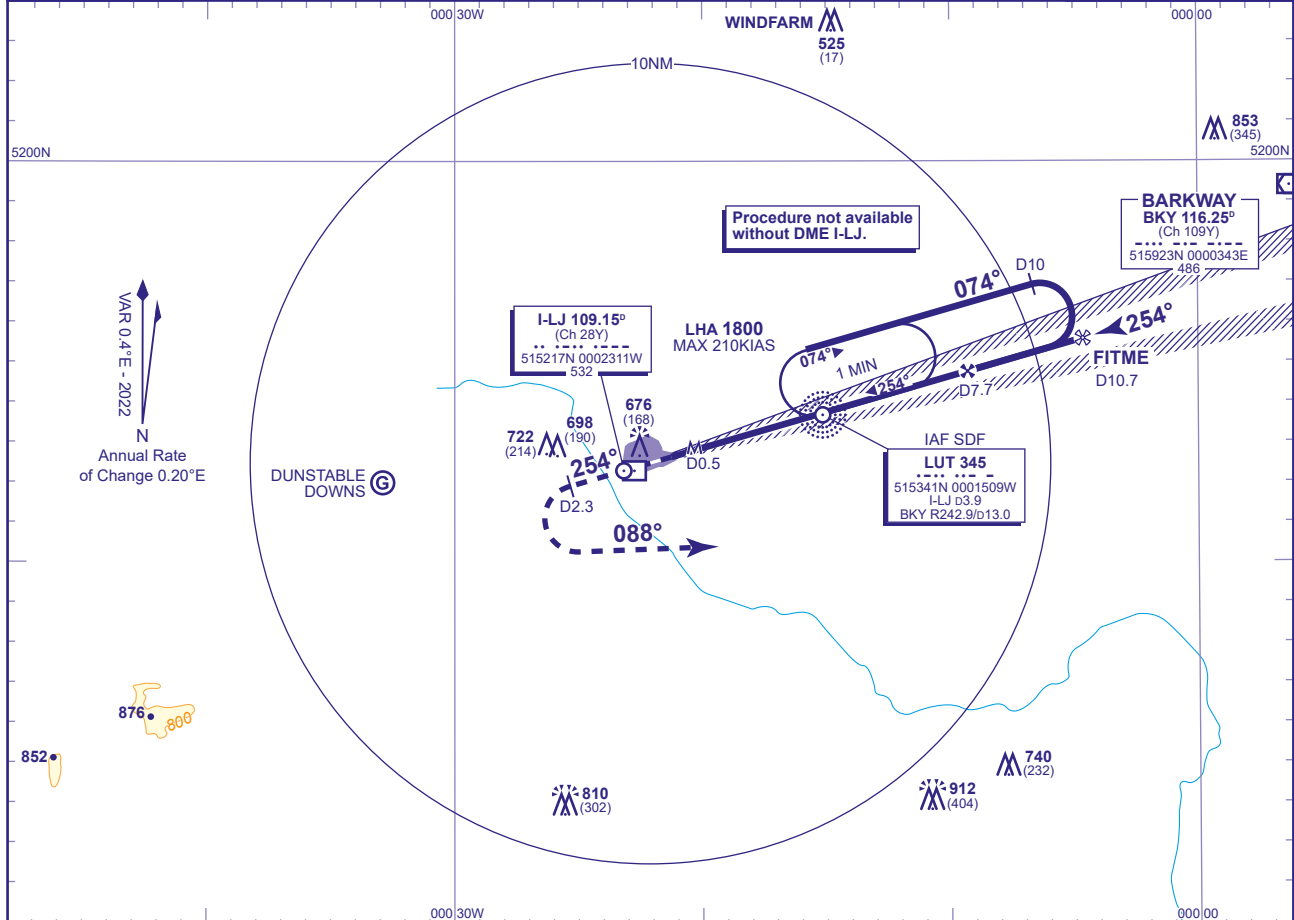 000 30W
000 00
WINDFARM
525
(17)
10NM
853
(345)
5200N
5200N
Procedure not available
without DME I-LJ.
BARKWAY
BKY 116.25ᴰ
(Ch 109Y)
515923N 0000343E
486
D10
074°
254°
FITME
D10.7
VAR 0.4°E - 2022
N
Annual Rate
of Change 0.20°E
I-LJ 109.15ᴰ
(Ch 28Y)
515217N 0002311W
532
LHA 1800
MAX 210KIAS
074°
1 MIN
254°
D7.7
676
(168)
698
(190)
722
(214)
D0.5
IAF SDF
LUT 345
515341N 0001509W
I-LJ D3.9
BKY R242.9/D13.0
DUNSTABLE
DOWNS
G
254°
D2.3
088°
876
800
852
740
(232)
912
(404)
810
(302)
000 30W
000 00